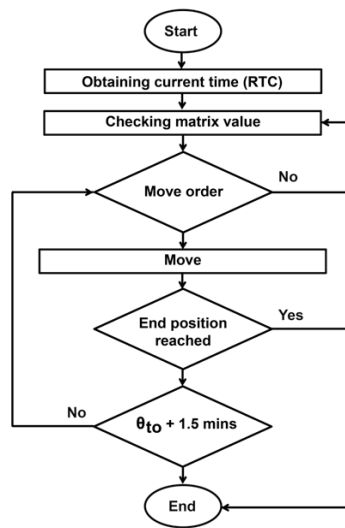 Start
Obtaining current time (RTC)
Checking matrix value
Move order
No
Move
End position
reached
Yes
No
θto + 1.5 mins
End